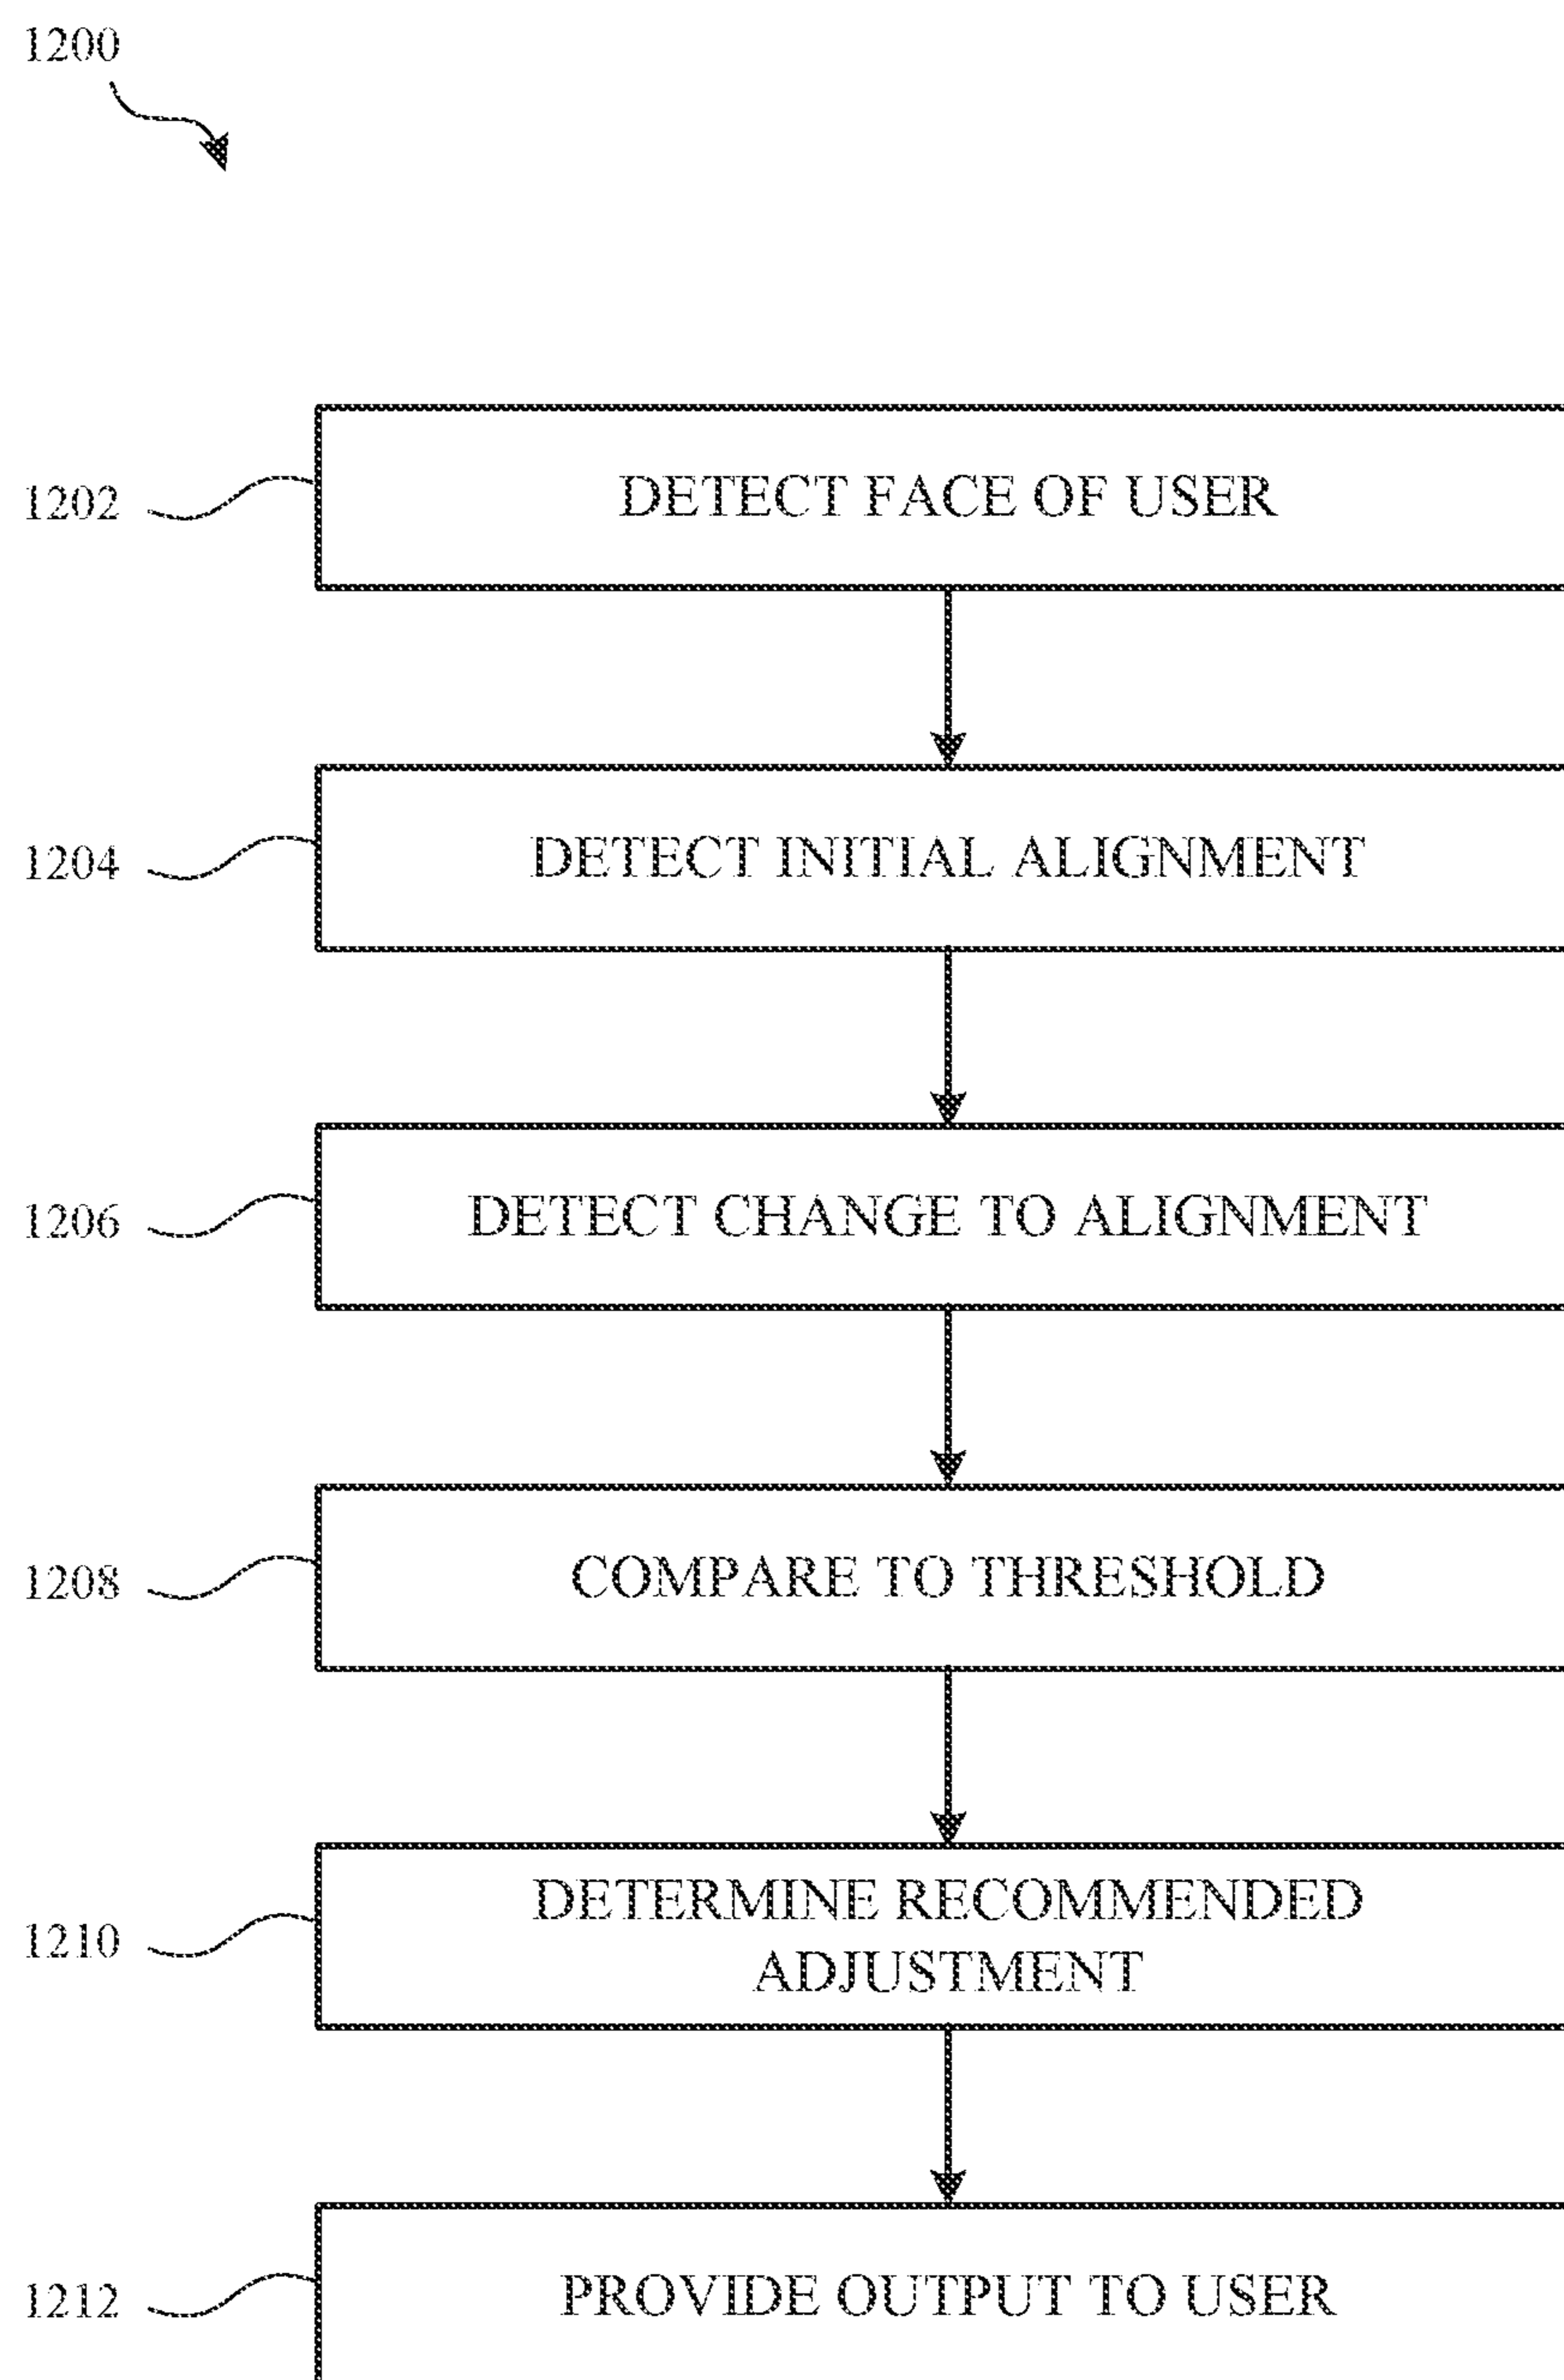 1200
1202 DETECT FACE OF USER
1204 DETECT INITIAL ALIGNMENT
1206 DETECT CHANGE TO ALIGNMENT
1208 COMPARE TO THRESHOLD
DETERMINE RECOMMENDED
1210
ADJUSTMENT
1212 PROVIDE OUTPUT TO USER